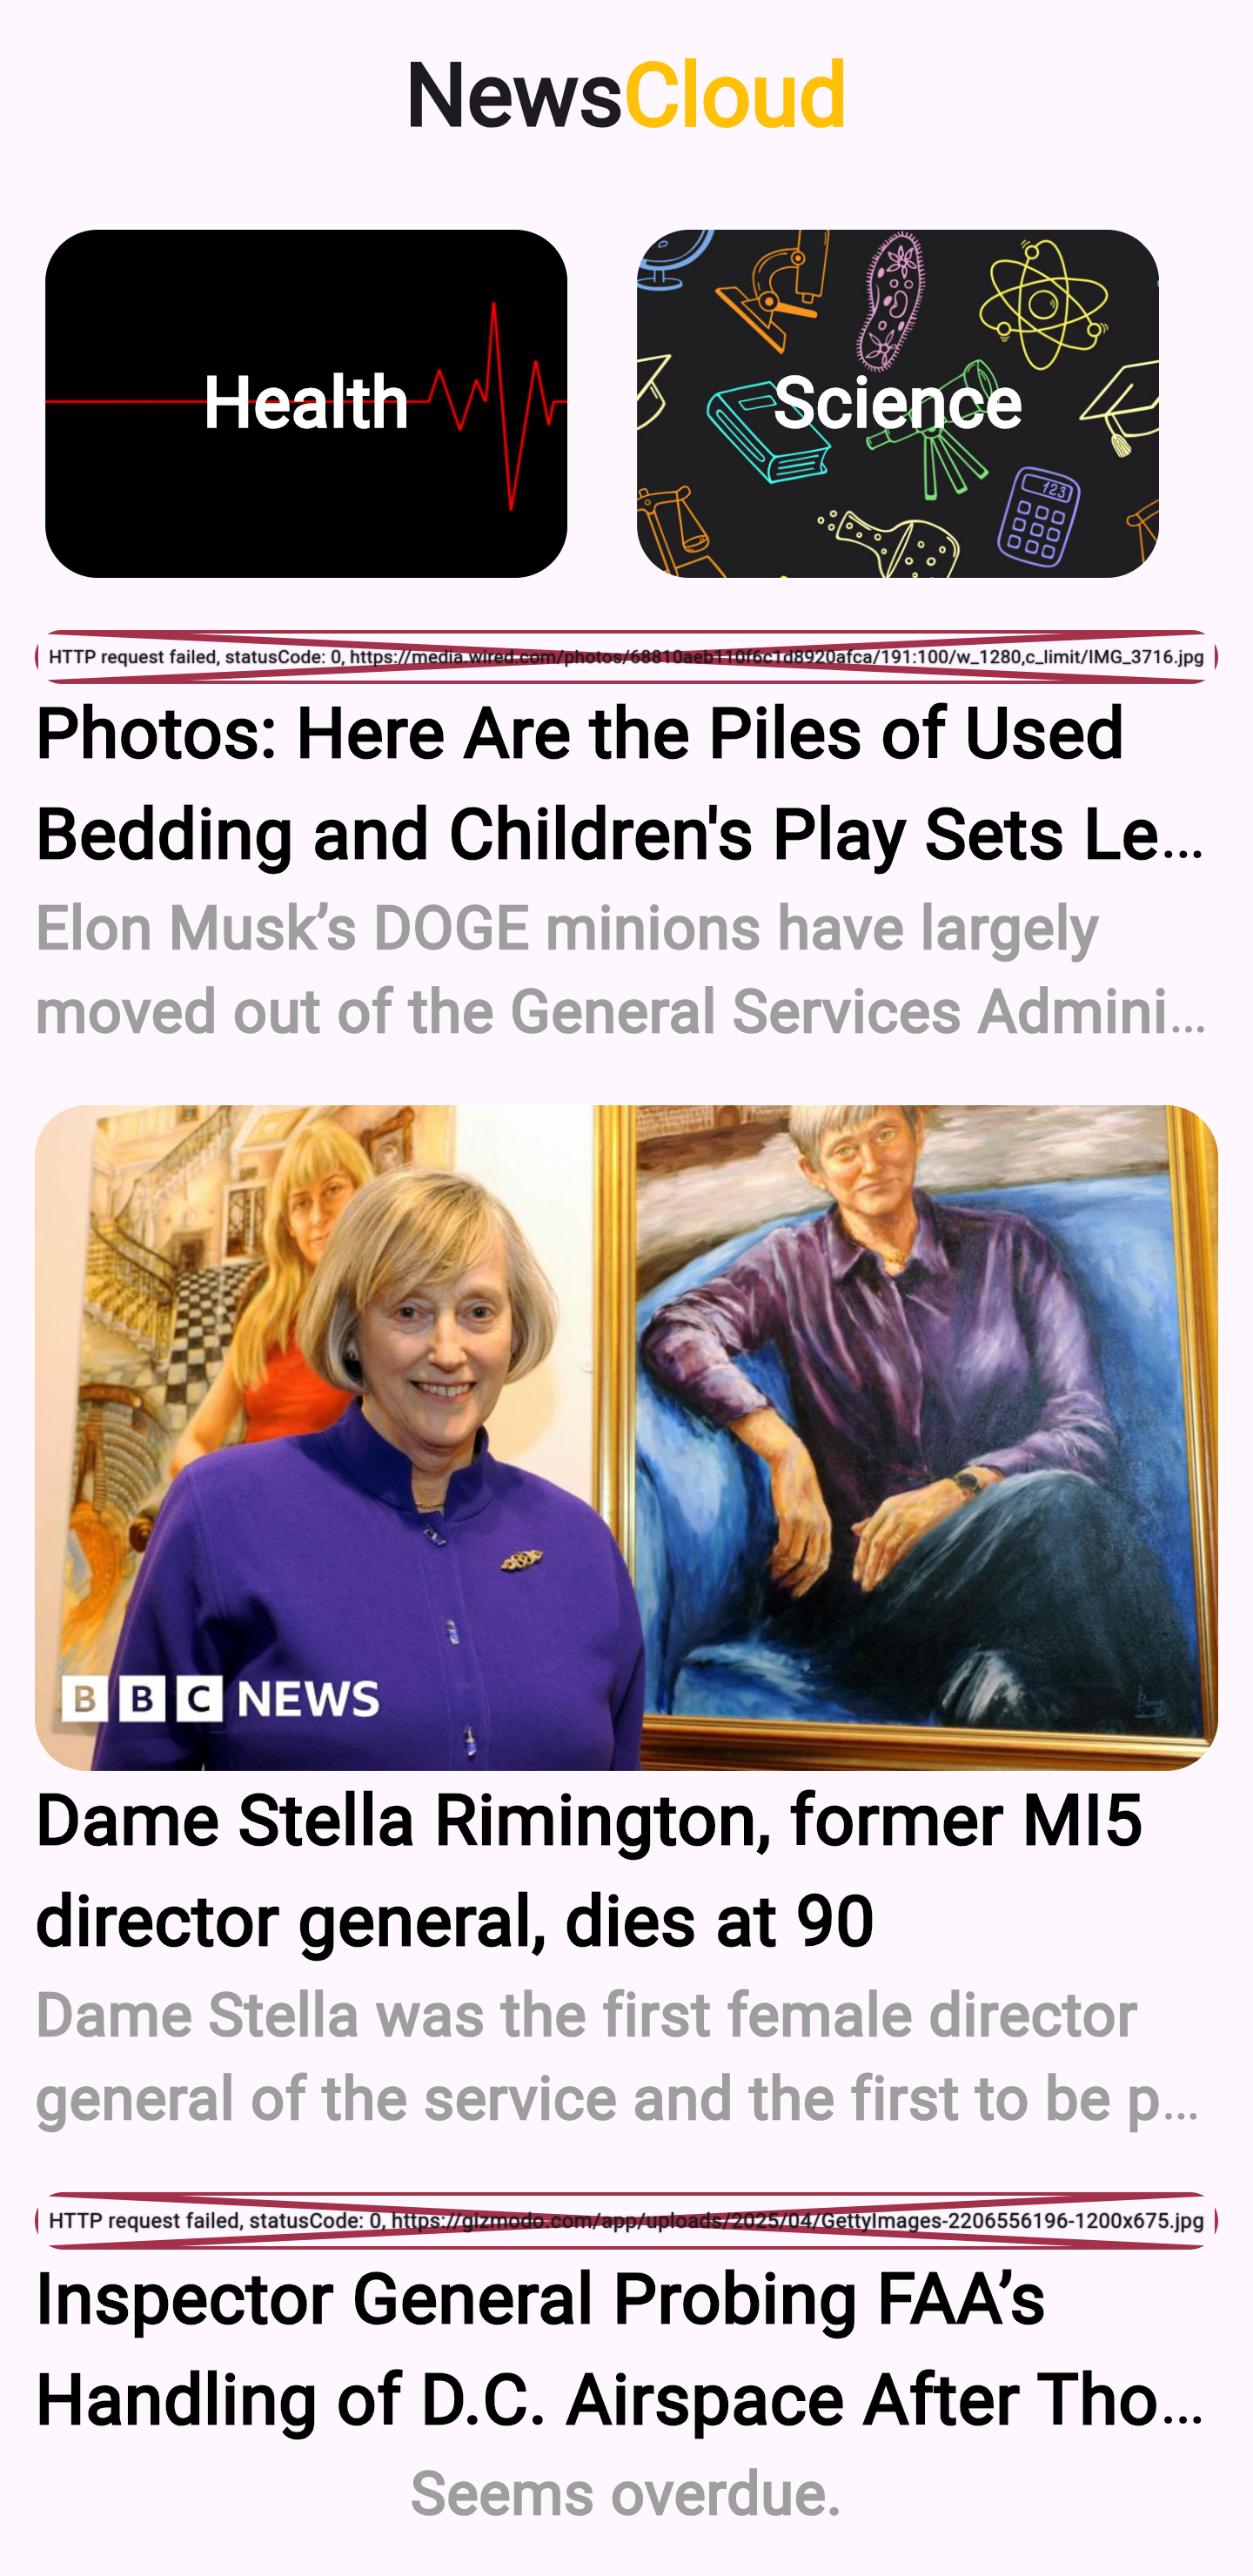 NewsCloud
Health
Science
123
HTTP request failed, statusCode: 0, https://media.wired.com/photos/68810aeb110f6c1d8920afca/191:100/w_1280,c_limit/IMG_3716.jpg
Photos: Here Are the Piles of Used
Bedding and Children's Play Sets Le...
Elon Musk’s DOGE minions have largely
moved out of the General Services Admini...
BBC NEWS
Dame Stella Rimington, former MI5
director general, dies at 90
Dame Stella was the first female director
general of the service and the first to be p...
HTTP request failed, statusCode: 0, https://gizmodo.com/app/uploads/2025/04/GettyImages-2206556196-1200x675.jpg
Inspector General Probing FAA’s
Handling of D.C. Airspace After Tho...
Seems overdue.